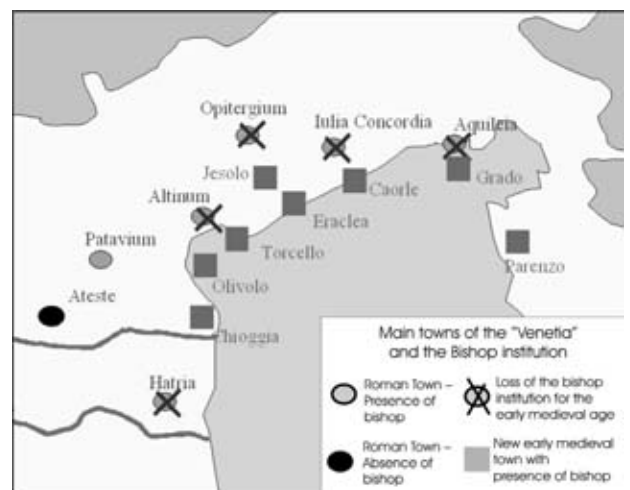 Opitergium
Iulia Concordia
Aquileia
Jesolo
Caorle
Grado
Altinum
Eraclea
Patavium
Torcello
Parenzo
Olivolo
Ateste
Chioggia
Hatria
Main towns of the "Venetia"
and the Bishop institution
Roman Town –
Presence of
bishop
Loss of the bishop
institution for the
early medieval age
Roman Town –
Absence of
bishop
New early medieval
town with
presence of bishop